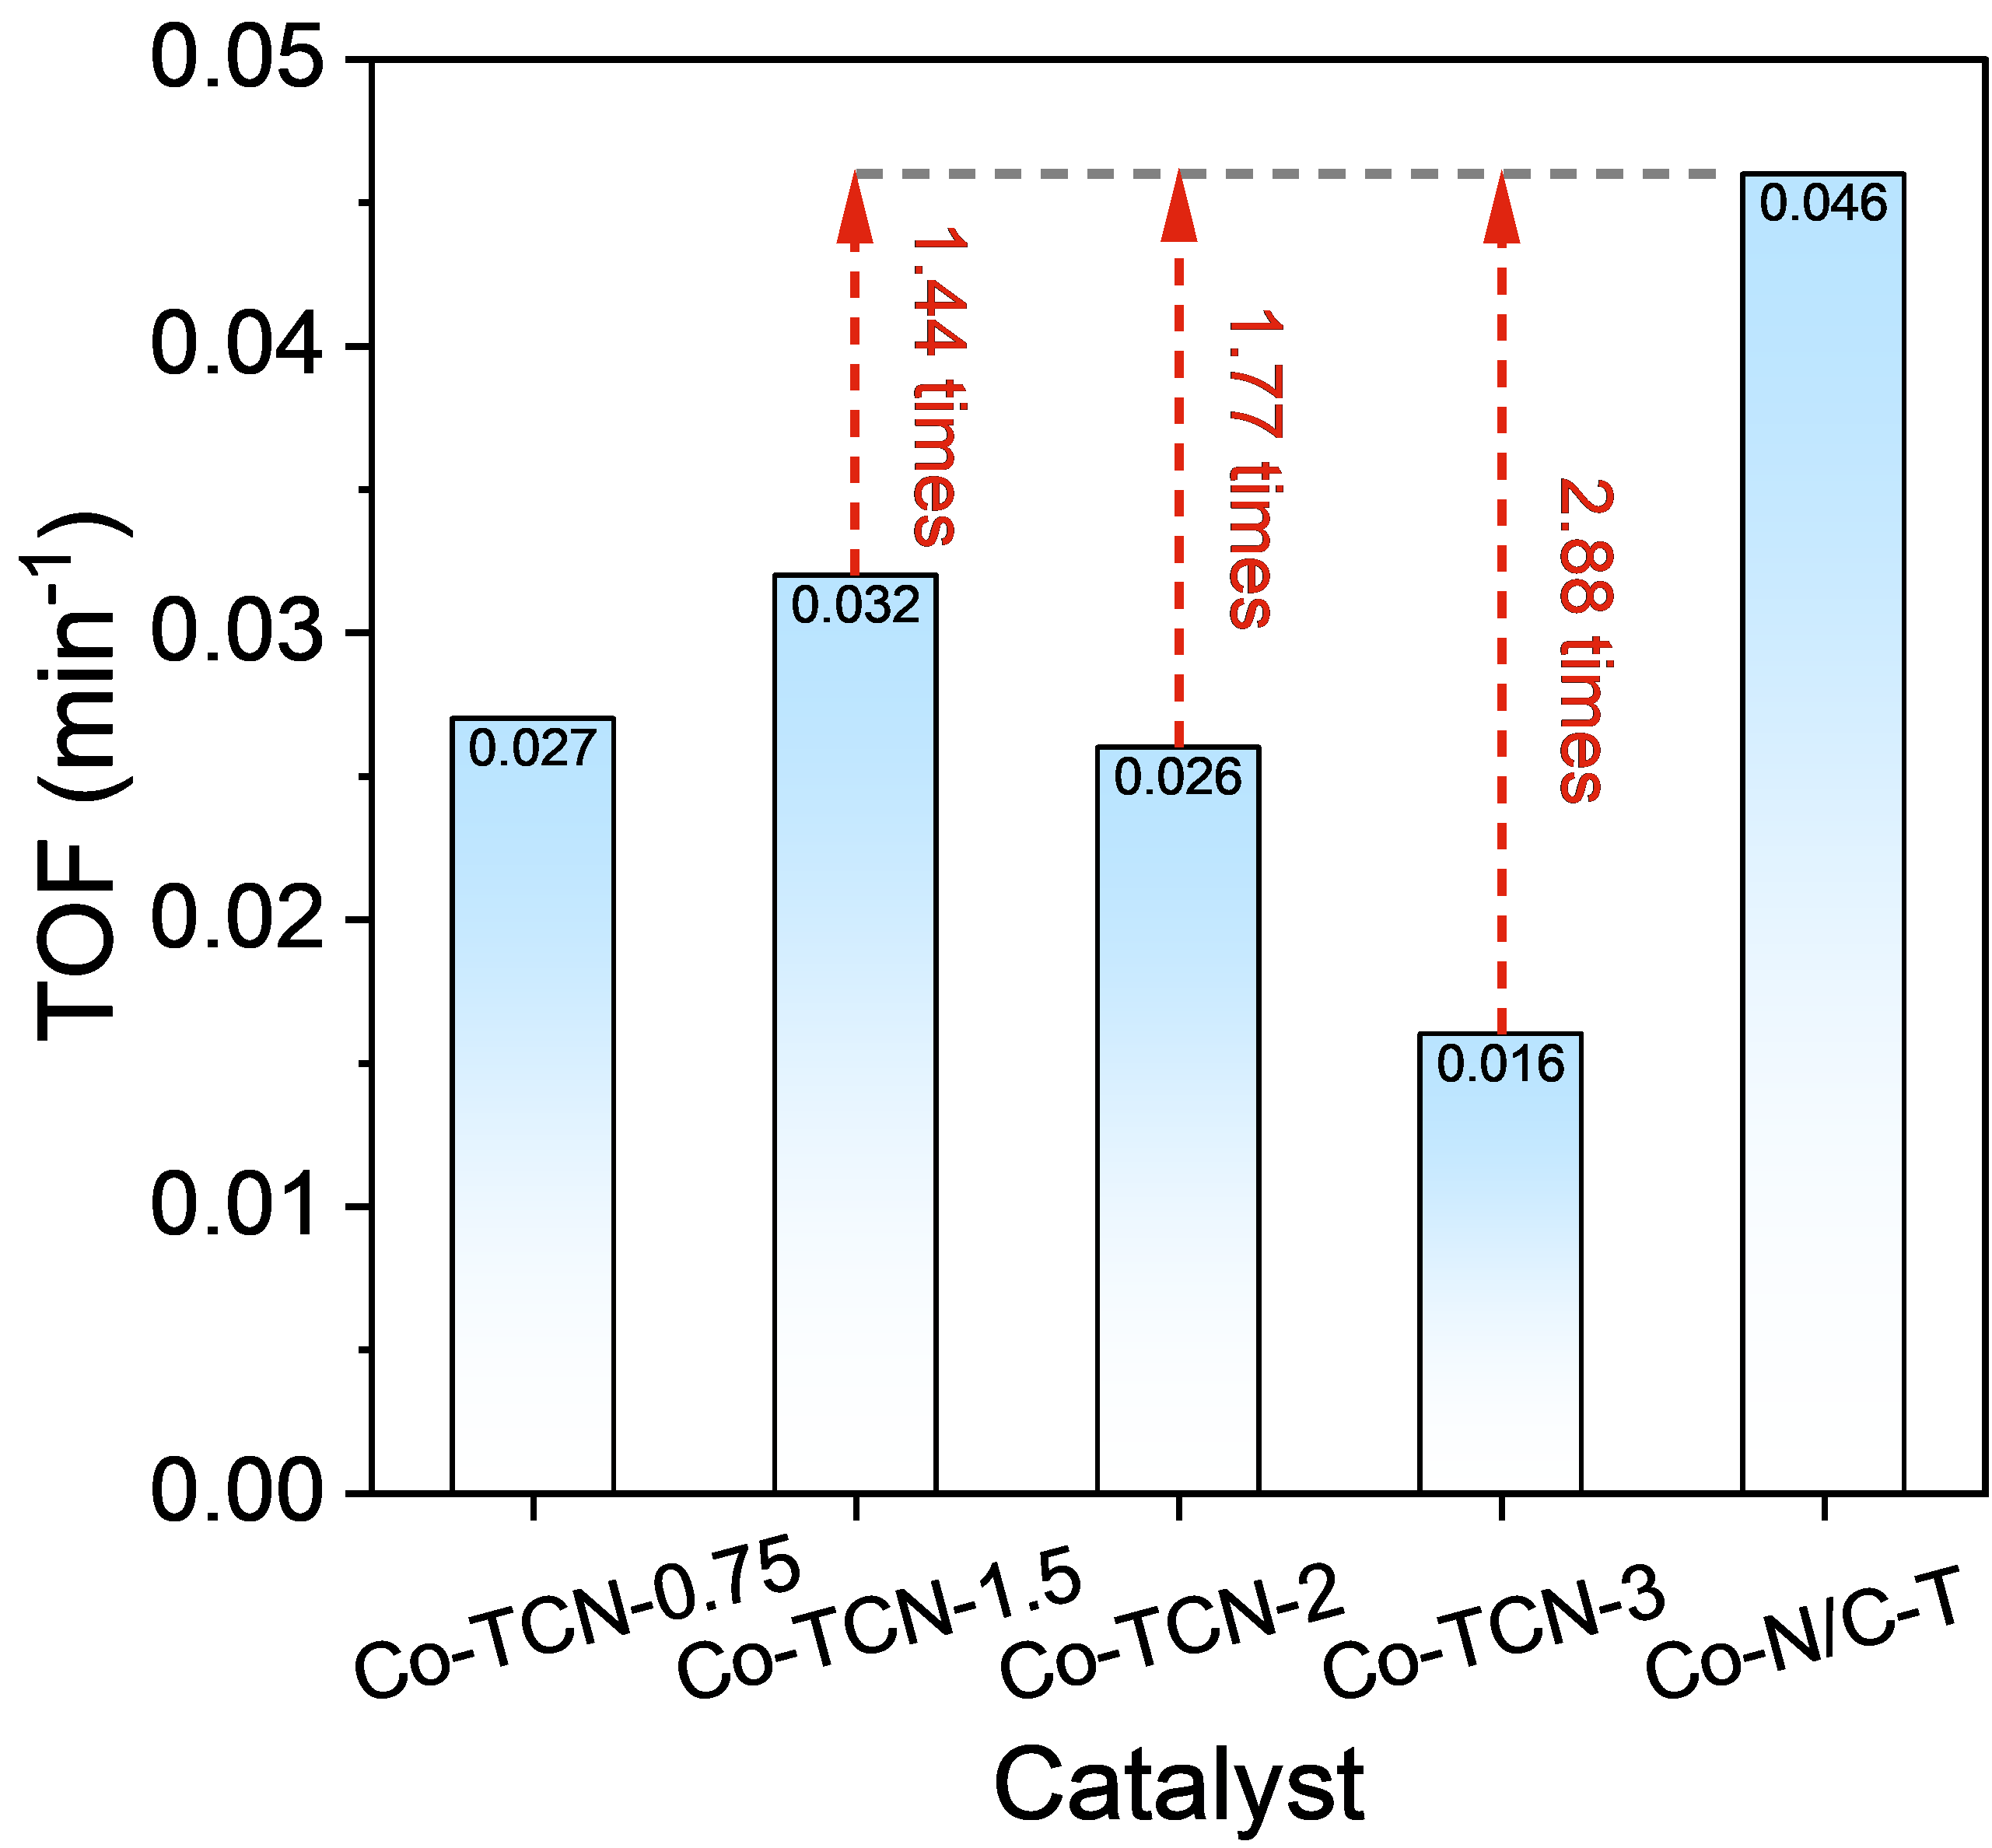 0.05
0.04
0.03
0.02
0.01
0.00
TOF (min⁻¹)
0.027
0.032
0.026
0.016
0.046
1.44 times
1.77 times
2.88 times
Co-TCN-0.75
Co-TCN-1.5
Co-TCN-2
Co-TCN-3
Co-N/C-T
Catalyst